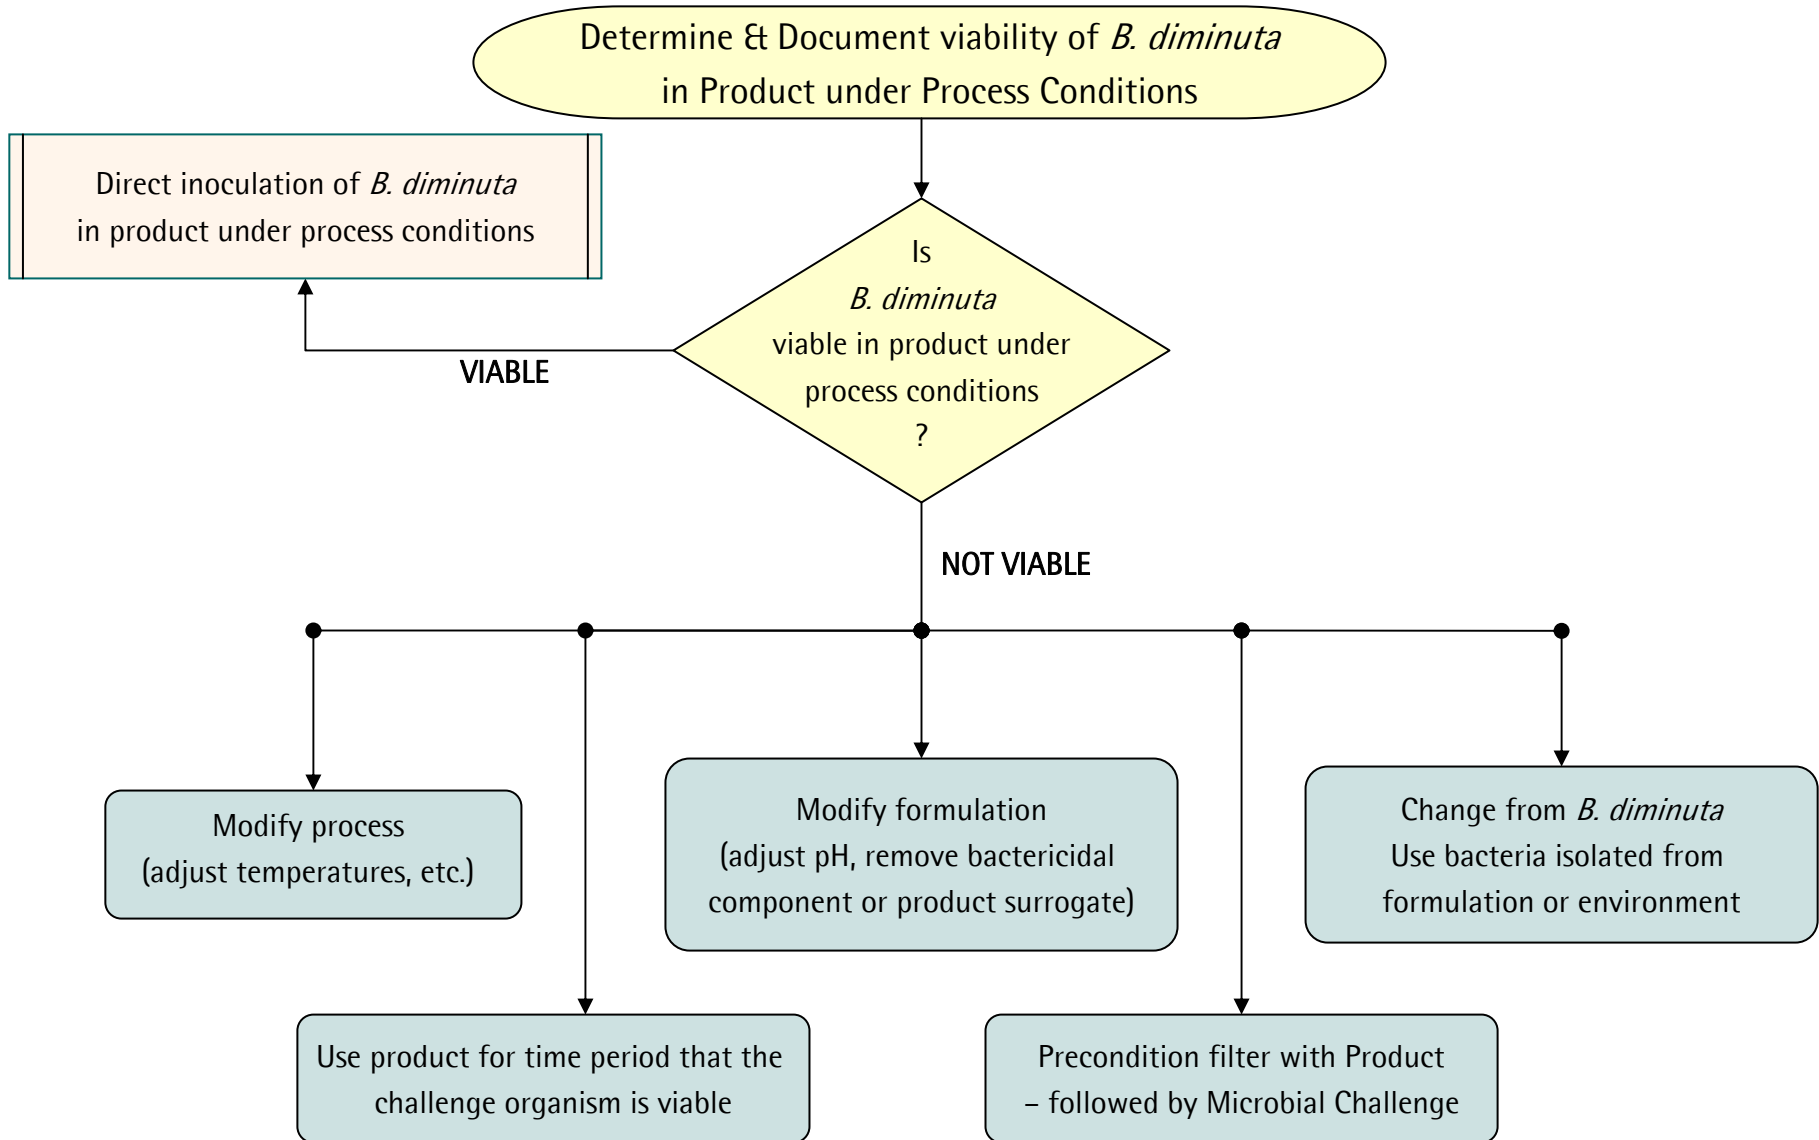 Determine & Document viability of B. diminuta
in Product under Process Conditions
Direct inoculation of B. diminuta
in product under process conditions
Is
B. diminuta
viable in product under
process conditions
?
VIABLE
NOT VIABLE
Modify process
(adjust temperatures, etc.)
Modify formulation
(adjust pH, remove bactericidal
component or product surrogate)
Change from B. diminuta
Use bacteria isolated from
formulation or environment
Use product for time period that the
challenge organism is viable
Precondition filter with Product
– followed by Microbial Challenge